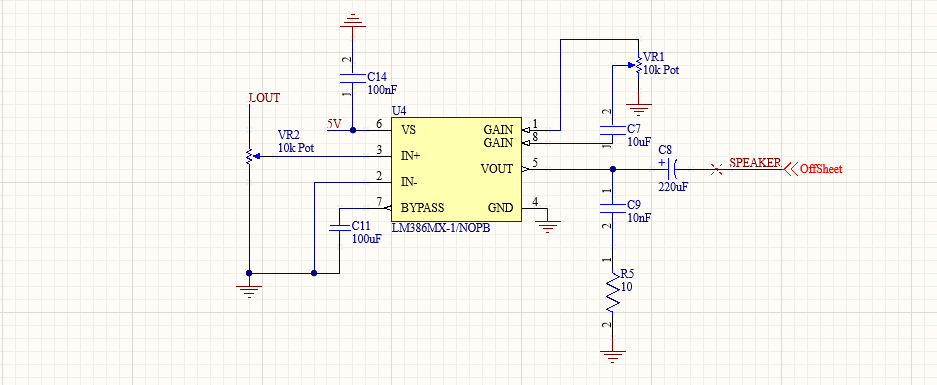 2
C14
100nF
1
LOUT
U4
5V
6
VS
GAIN
1
VR1
10k Pot
2
VR2
10k Pot
3
IN+
GAIN
8
C7
10uF
1
2
IN-
VOUT
5
C8
+
220uF
SPEAKER
OffSheet
7
BYPASS
GND
4
LM386MX-1/NOPB
C11
100uF
1
C9
10nF
2
1
R5
10
2